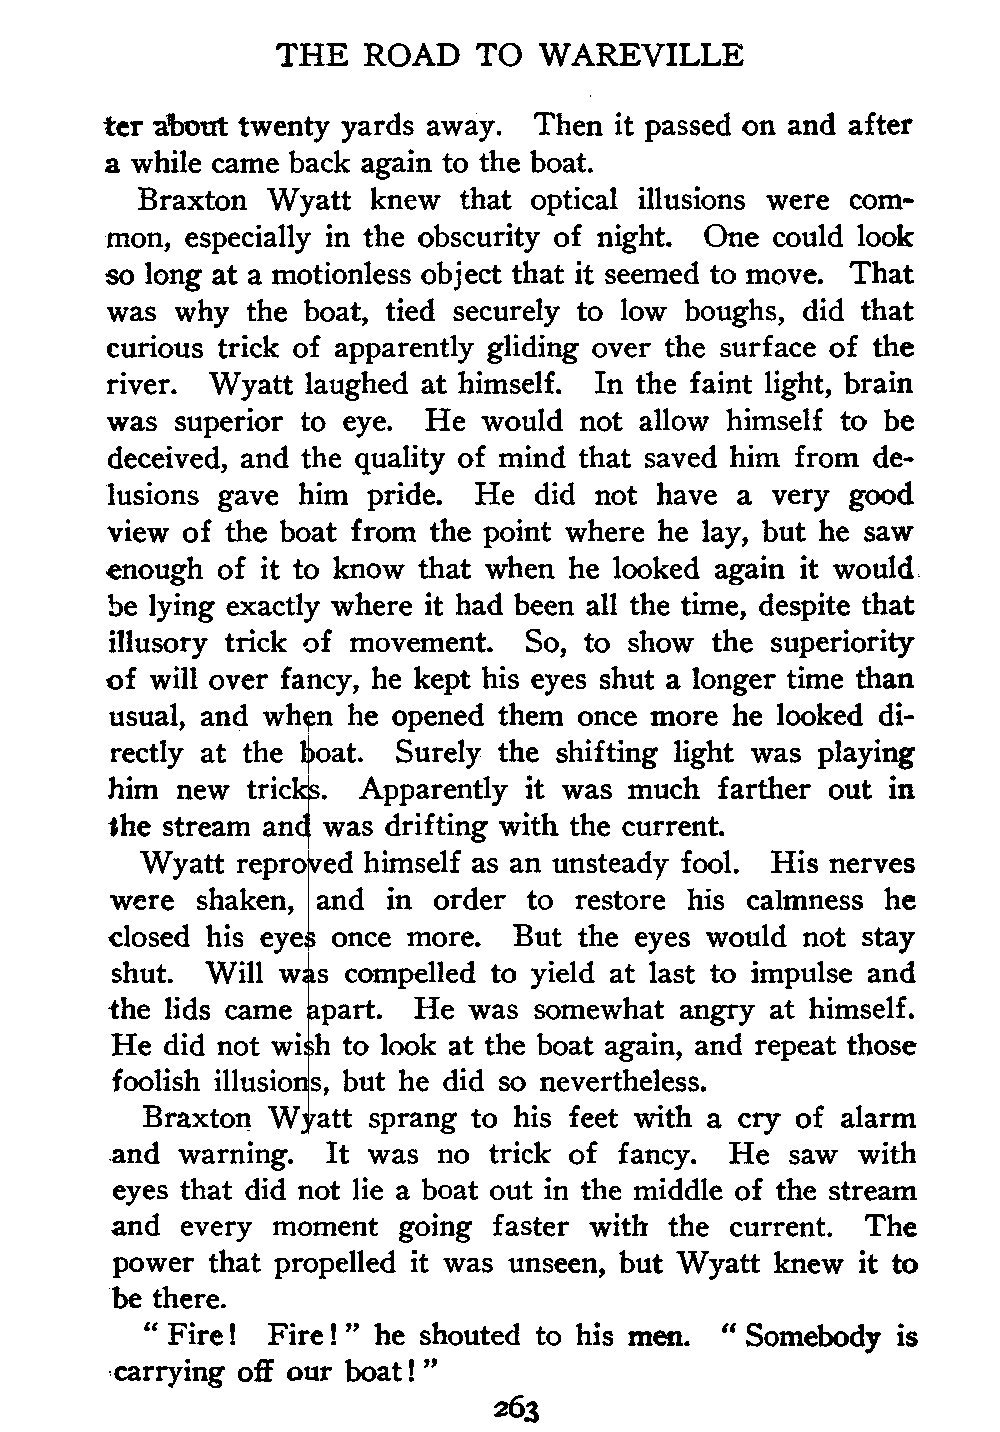 THE ROAD TO WAREVILLE
ter about twenty yards away. Then it passed on and after
a while came back again to the boat.
Braxton Wyatt knew that optical illusions were com-
mon, especially in the obscurity of night. One could look
so long at a motionless object that it seemed to move. That
was why the boat, tied securely to low boughs, did that
curious trick of apparently gliding over the surface of the
river. Wyatt laughed at himself. In the faint light, brain
was superior to eye. He would not allow himself to be
deceived, and the quality of mind that saved him from de-
lusions gave him pride. He did not have a very good
view of the boat from the point where he lay, but he saw
enough of it to know that when he looked again it would
be lying exactly where it had been all the time, despite that
illusory trick of movement. So, to show the superiority
of will over fancy, he kept his eyes shut a longer time than
usual, and when he opened them once more he looked di-
rectly at the boat. Surely the shifting light was playing
him new tricks. Apparently it was much farther out in
the stream and was drifting with the current.
Wyatt reproved himself as an unsteady fool. His nerves
were shaken, and in order to restore his calmness he
closed his eyes once more. But the eyes would not stay
shut. Will was compelled to yield at last to impulse and
the lids came apart. He was somewhat angry at himself.
He did not wish to look at the boat again, and repeat those
foolish illusions, but he did so nevertheless.
Braxton Wyatt sprang to his feet with a cry of alarm
and warning. It was no trick of fancy. He saw with
eyes that did not lie a boat out in the middle of the stream
and every moment going faster with the current. The
power that propelled it was unseen, but Wyatt knew it to
be there.
“ Fire! Fire! ” he shouted to his men. “ Somebody is
carrying off our boat! ”
263